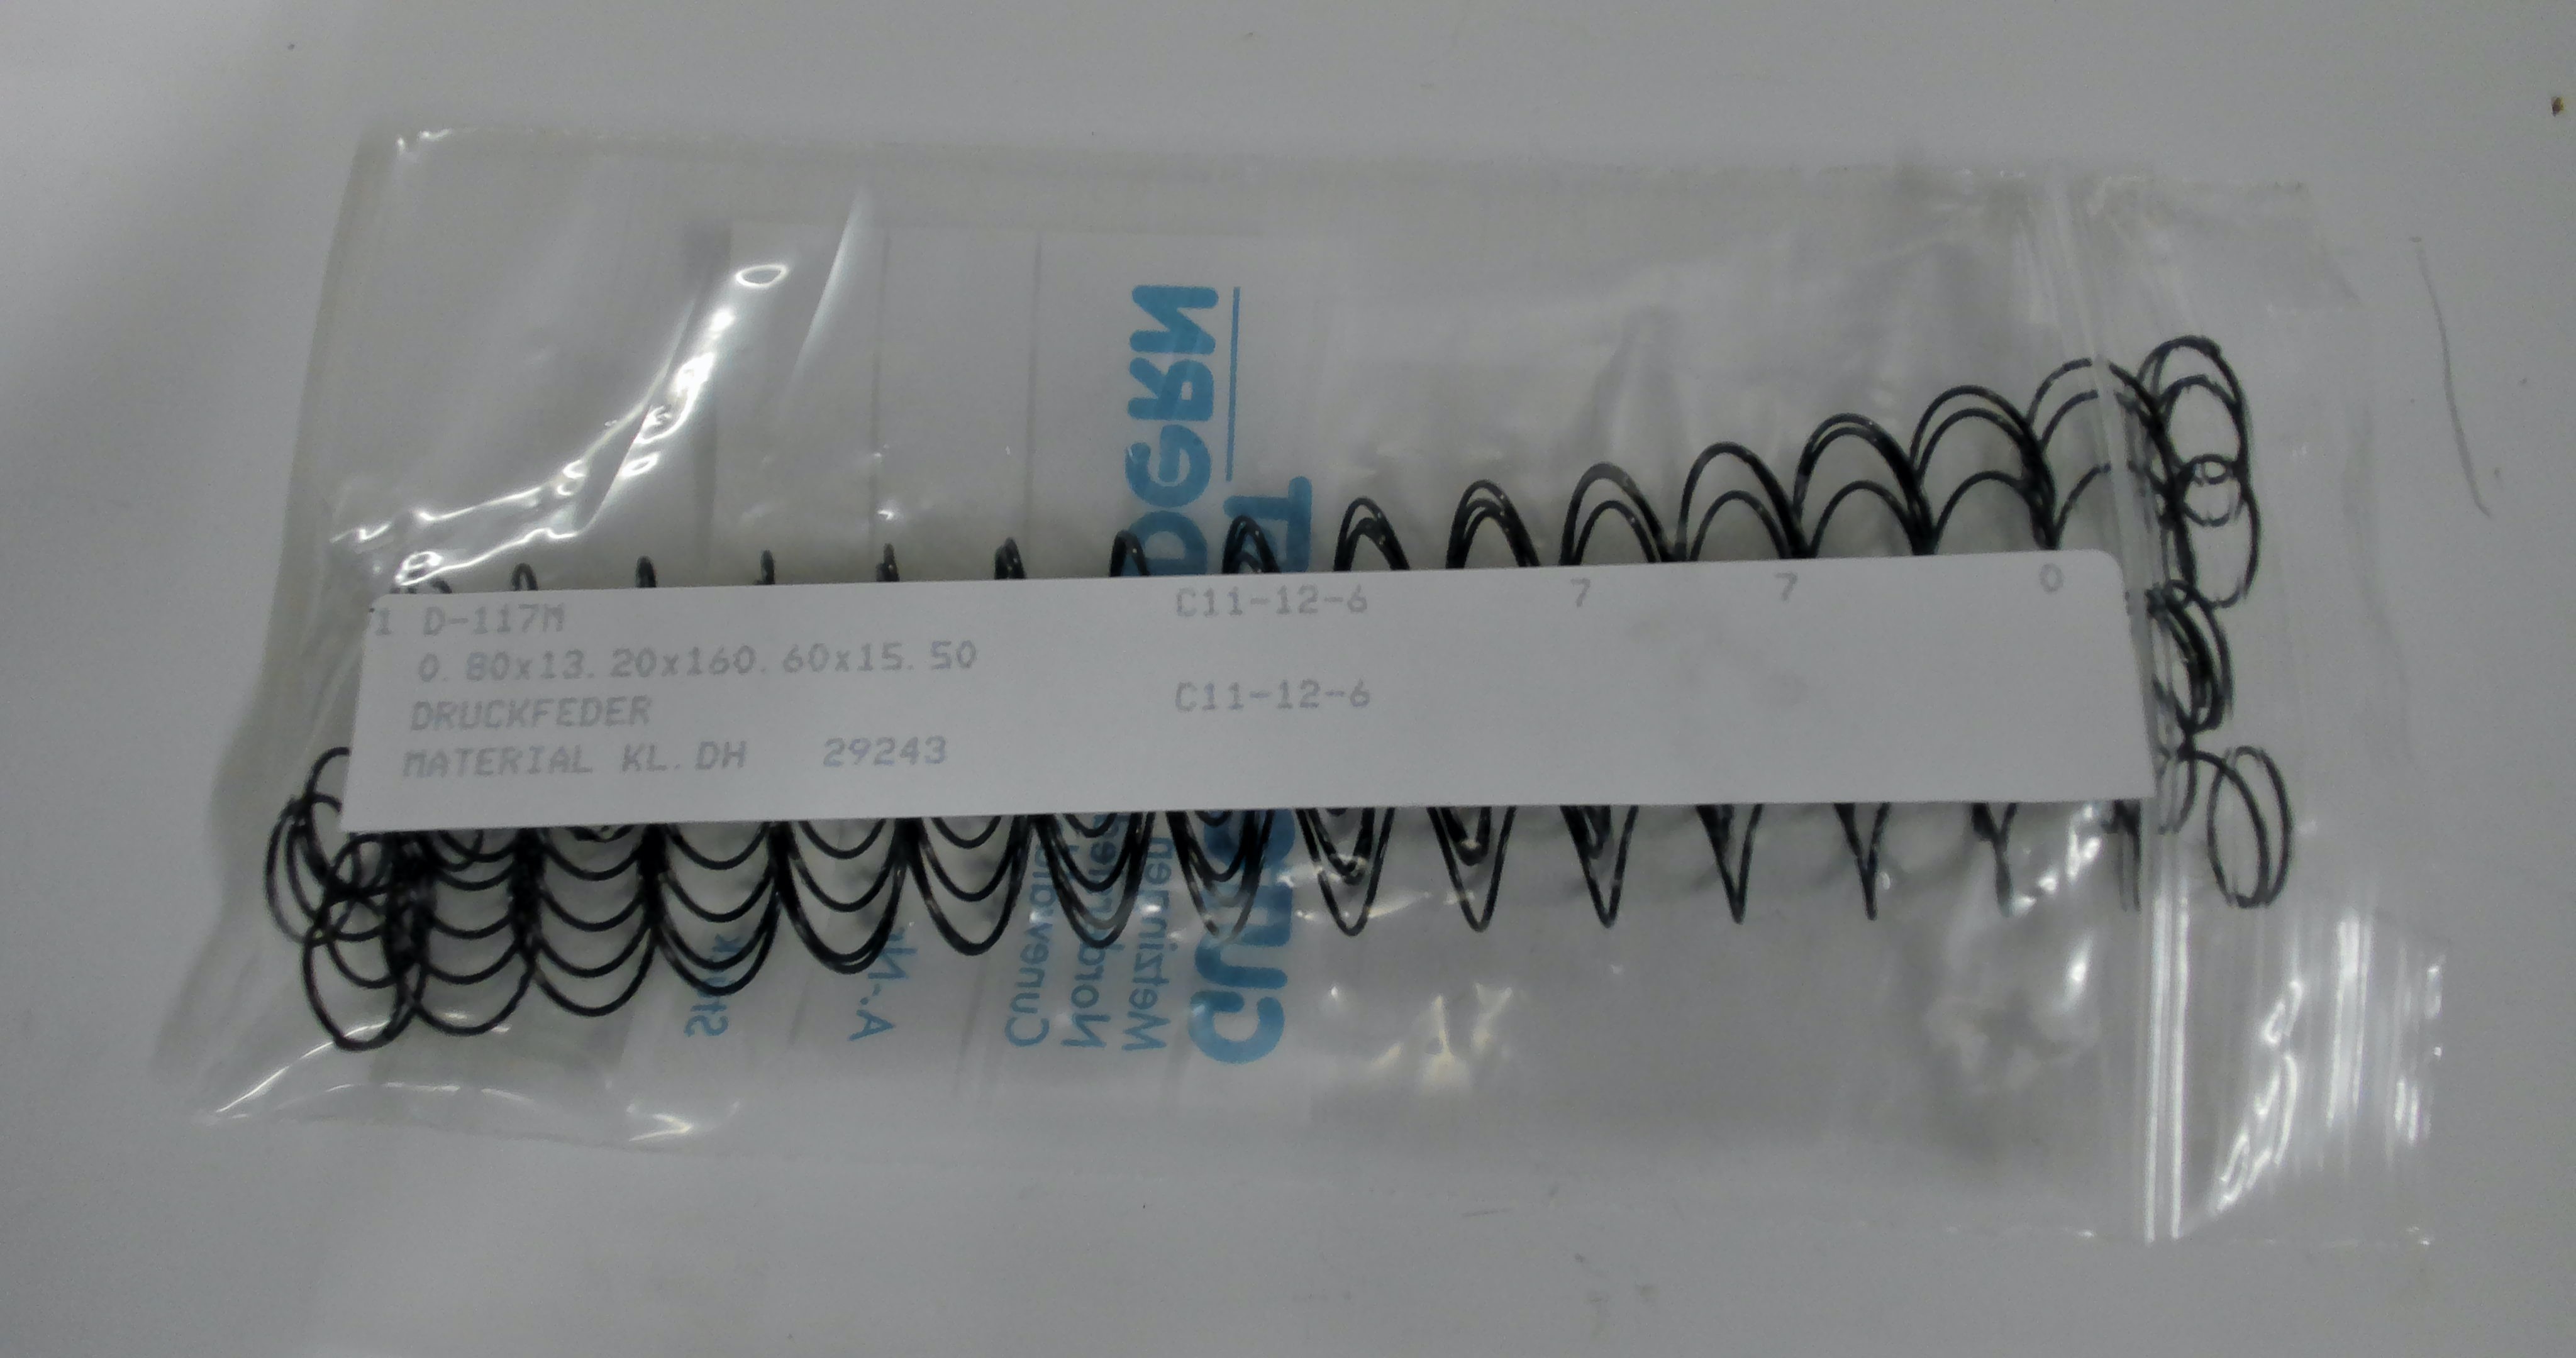 1 D-117M C11-12-6 7 7 0
0.80x13.20x160.60x15.50
DRUCKFEDER C11-12-6
MATERIAL KL.DH 29243
A.-Nr